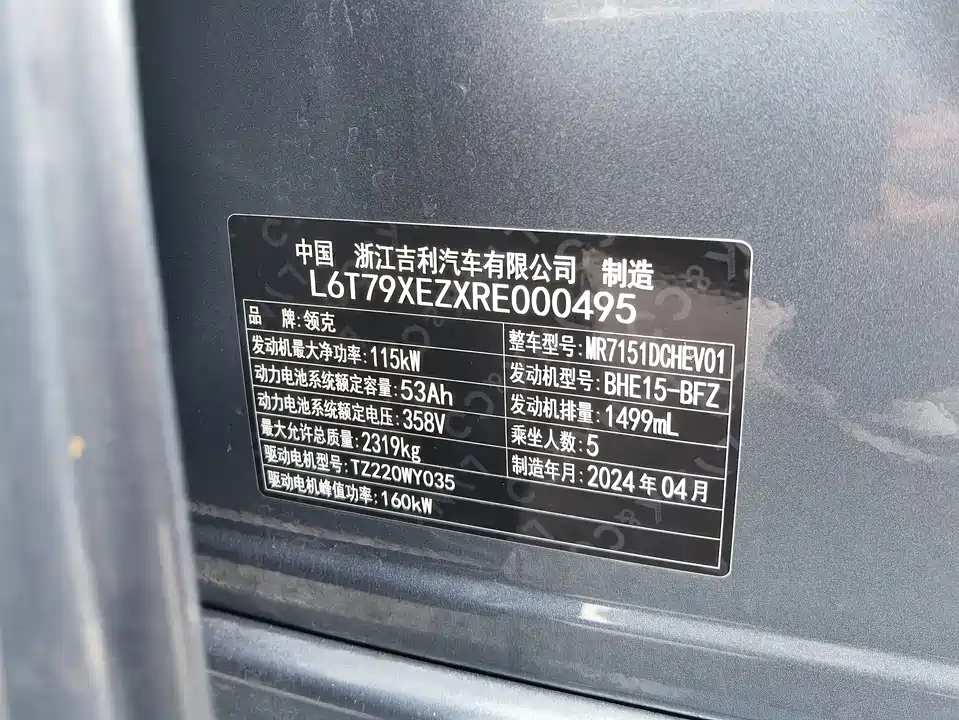 中国 浙江吉利汽车有限公司 制造
L6T79XEZXRE000495
品 牌:领克
整车型号:MR7151DCHEV01
发动机最大净功率:115kW
发动机型号:BHE15-BFZ
动力电池系统额定容量:53Ah
发动机排量:1499mL
动力电池系统额定电压:358V
乘坐人数:5
最大允许总质量:2319kg
制造年月:2024年04月
驱动电机型号:TZ220WY035
驱动电机峰值功率:160kW